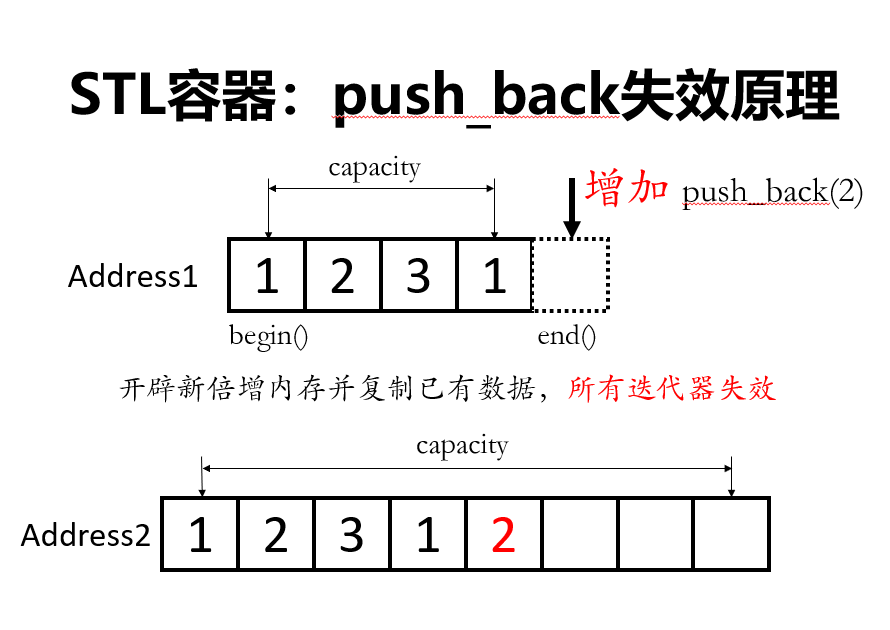 STL容器：push_back失效原理
capacity
增加 push_back(2)
Address1 1 2 3 1
begin() end()
开辟新倍增内存并复制已有数据，所有迭代器失效
capacity
Address2 1 2 3 1 2